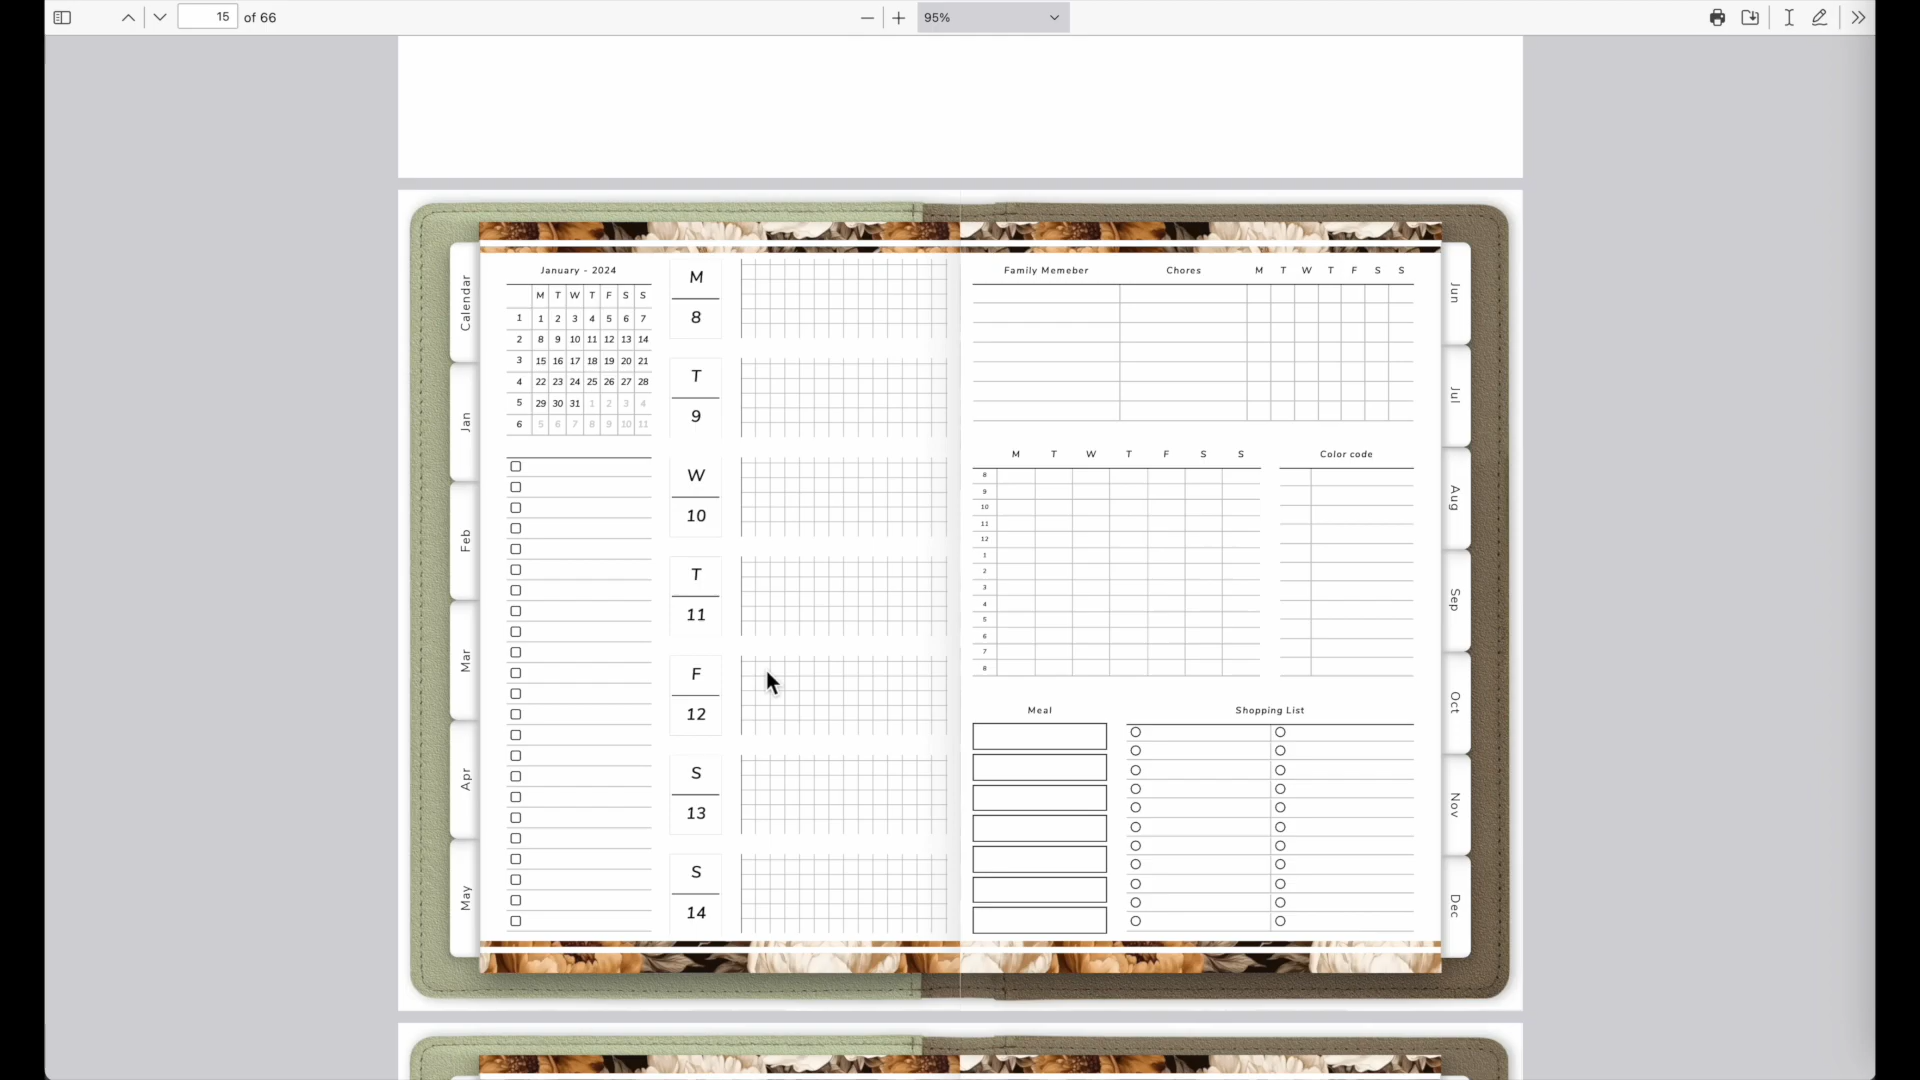 15 of 66
95%
Calendar
Jan
Feb
Mar
Apr
May
January - 2024
M T W T F S S
1 1 2 3 4 5 6 7
2 8 9 10 11 12 13 14
3 15 16 17 18 19 20 21
4 22 23 24 25 26 27 28
5 29 30 31 1 2 3 4
6 5 6 7 8 9 10 11
M
8
T
9
W
10
T
11
F
12
S
13
S
14
Family Memeber Chores M T W T F S S
M T W T F S S
8
9
10
11
12
1
2
3
4
5
6
7
8
Color code
Meal
Shopping List
Jun
Jul
Aug
Sep
Oct
Nov
Dec